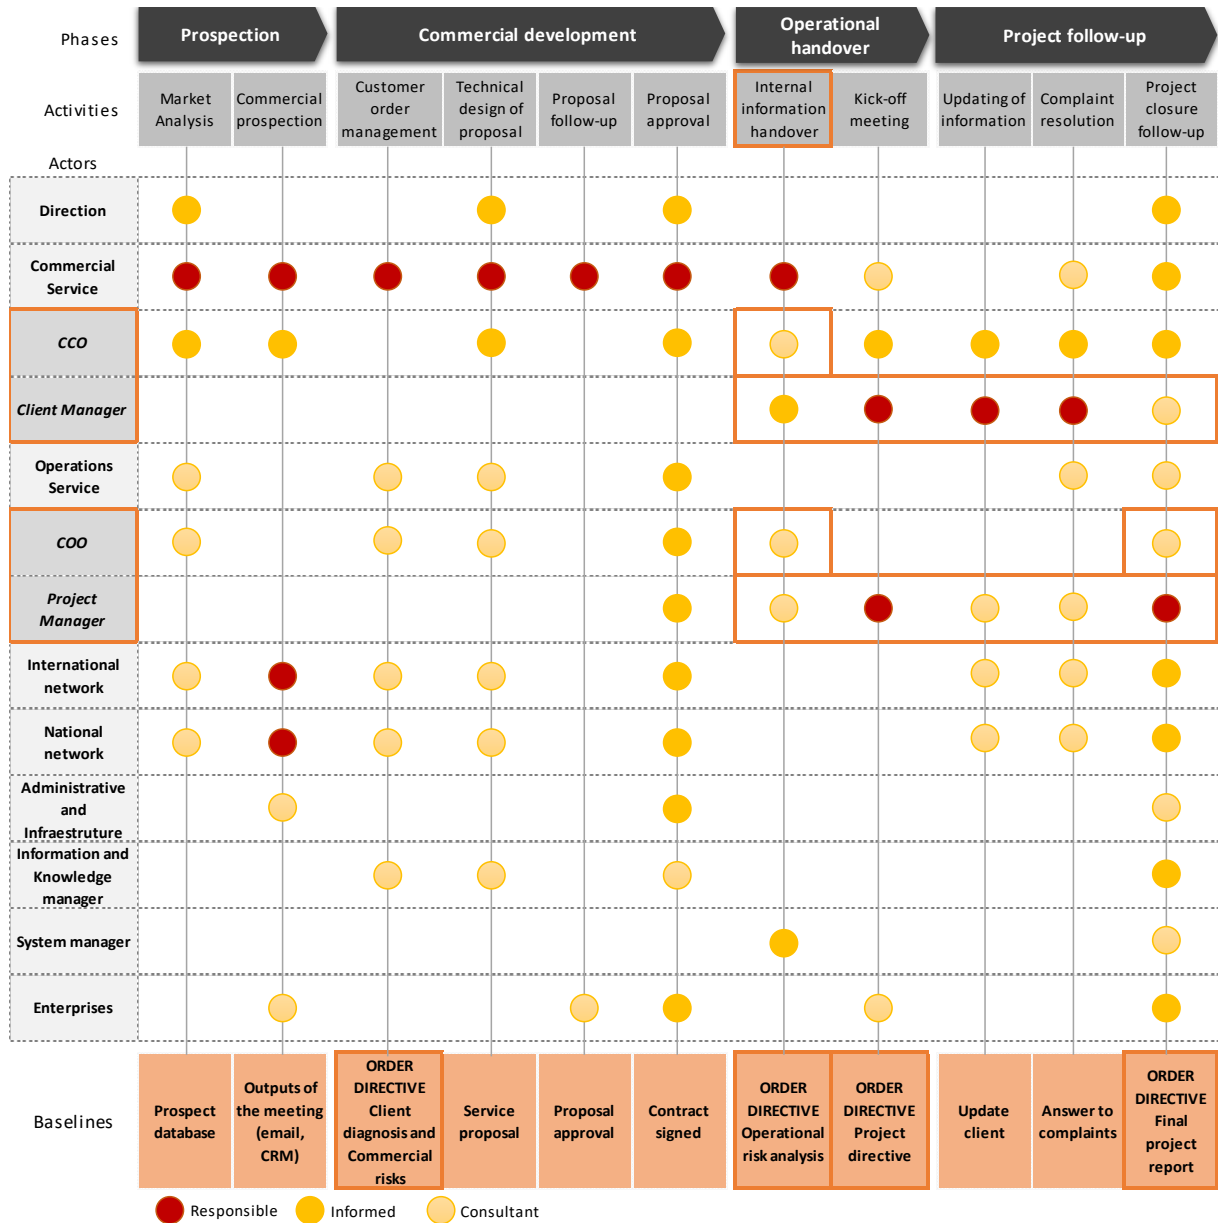 Phases
Prospection
Commercial development
Operational
handover
Project follow-up
Activities
Market
Analysis
Commercial
prospection
Customer
order
management
Technical
design of
proposal
Proposal
follow-up
Proposal
approval
Internal
information
handover
Kick-off
meeting
Updating of
information
Complaint
resolution
Project
closure
follow-up
Actors
Direction
Commercial
Service
CCO
Client Manager
Operations
Service
COO
Project
Manager
International
network
National
network
Administrative
and
Infraestruture
Information and
Knowledge
manager
System manager
Enterprises
Baselines
Prospect
database
Outputs of
the meeting
(email,
CRM)
ORDER
DIRECTIVE
Client
diagnosis and
Commercial
risks
Service
proposal
Proposal
approval
Contract
signed
ORDER
DIRECTIVE
Operational
risk analysis
ORDER
DIRECTIVE
Project
directive
Update
client
Answer to
complaints
ORDER
DIRECTIVE
Final
project
report
Responsible
Informed
Consultant